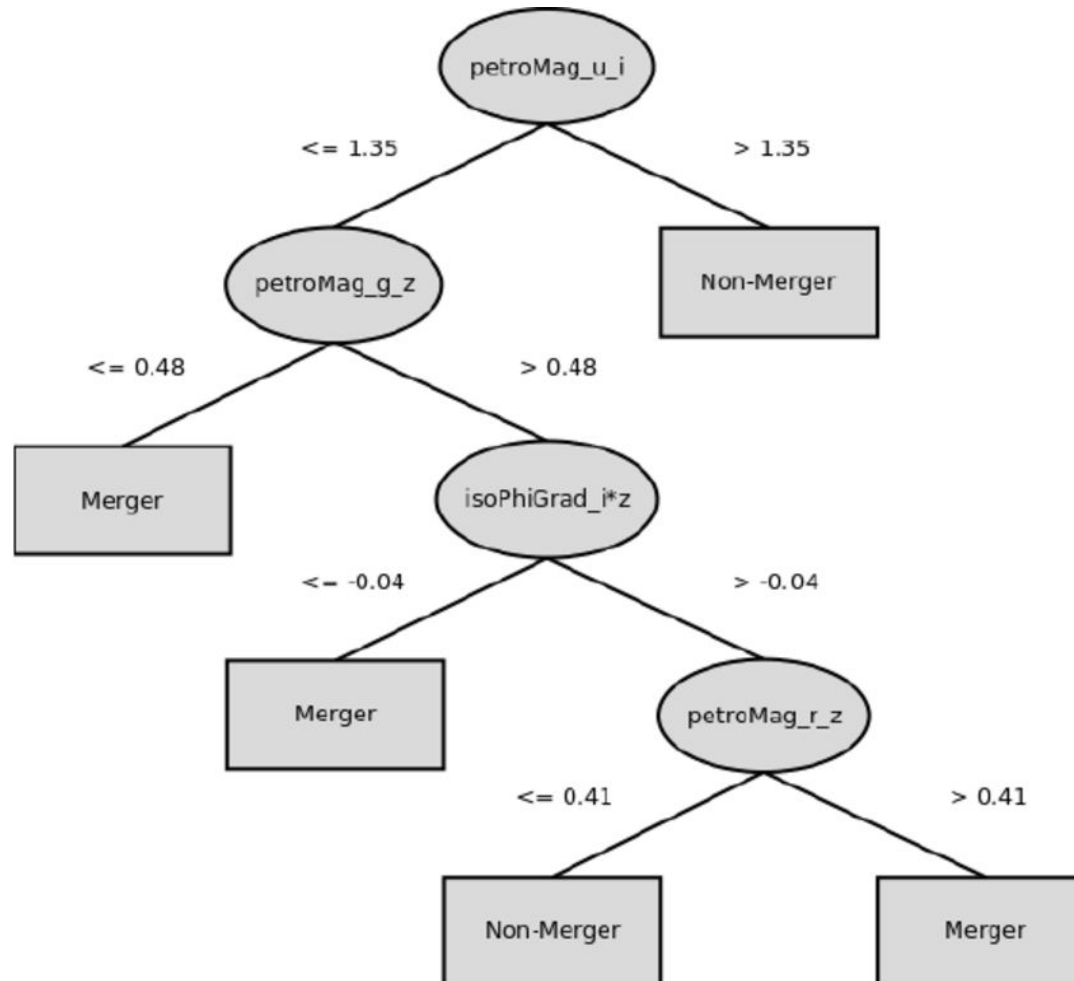 petroMag_u_i
<= 1.35
> 1.35
petroMag_g_z
Non-Merger
<= 0.48
> 0.48
Merger
isoPhiGrad_i*z
<= -0.04
> -0.04
Merger
petroMag_r_z
<= 0.41
> 0.41
Non-Merger
Merger